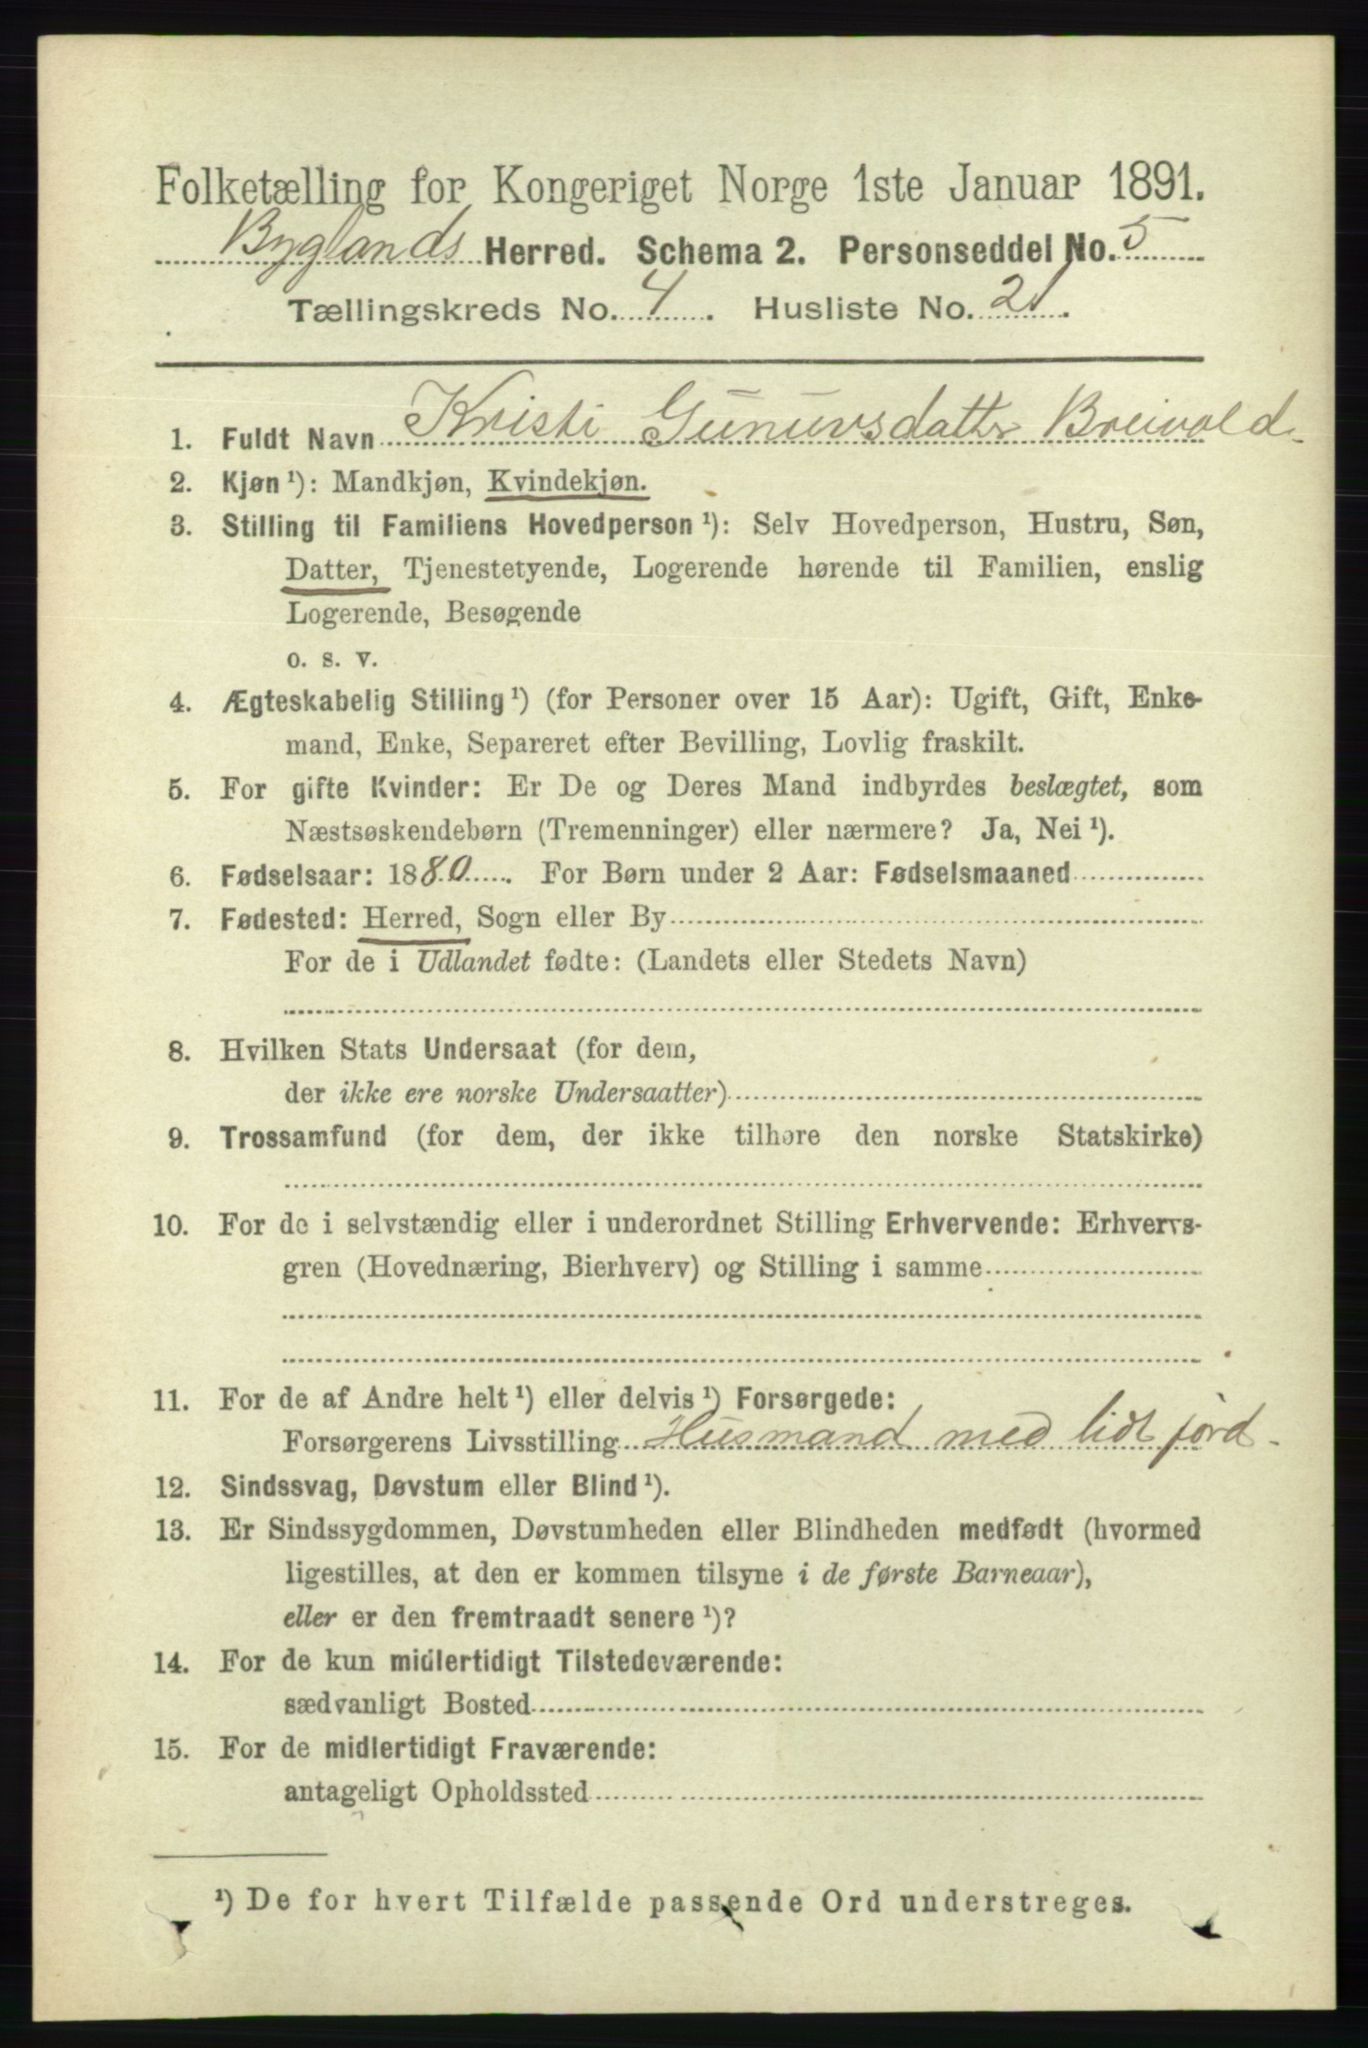 Folketælling for Kongeriget Norge 1ste Januar 1891.
Byglands Herred. Schema 2. Personseddel No. 5
Tællingskreds No. 4. Husliste No. 21.
1. Fuldt Navn Kristi Gunuvsdatter Breivold.
2. Kjøn ¹): Mandkjøn, Kvindekjøn.
3. Stilling til Familiens Hovedperson ¹): Selv Hovedperson, Hustru, Søn,
Datter, Tjenestetyende, Logerende hørende til Familien, enslig
Logerende, Besøgende
o. s. v.
4. Ægteskabelig Stilling ¹) (for Personer over 15 Aar): Ugift, Gift, Enke-
mand, Enke, Separeret efter Bevilling, Lovlig fraskilt.
5. For gifte Kvinder: Er De og Deres Mand indbyrdes beslægtet, som
Næstsøskendebørn (Tremenninger) eller nærmere? Ja, Nei ¹).
6. Fødselsaar: 1880. For Børn under 2 Aar: Fødselsmaaned
7. Fødested: Herred, Sogn eller By
For de i Udlandet fødte: (Landets eller Stedets Navn)
8. Hvilken Stats Undersaat (for dem,
der ikke ere norske Undersaatter)
9. Trossamfund (for dem, der ikke tilhøre den norske Statskirke)
10. For de i selvstændig eller i underordnet Stilling Erhvervende: Erhvervs-
gren (Hovednæring, Bierhverv) og Stilling i samme
11. For de af Andre helt ¹) eller delvis ¹) Forsørgede:
Forsørgerens Livsstilling Husmand med lidt jord.
12. Sindssvag, Døvstum eller Blind ¹).
13. Er Sindssygdommen, Døvstumheden eller Blindheden medfødt (hvormed
ligestilles, at den er kommen tilsyne i de første Barneaar),
eller er den fremtraadt senere ¹)?
14. For de kun midlertidigt Tilstedeværende:
sædvanligt Bosted
15. For de midlertidigt Fraværende:
antageligt Opholdssted
¹) De for hvert Tilfælde passende Ord understreges.